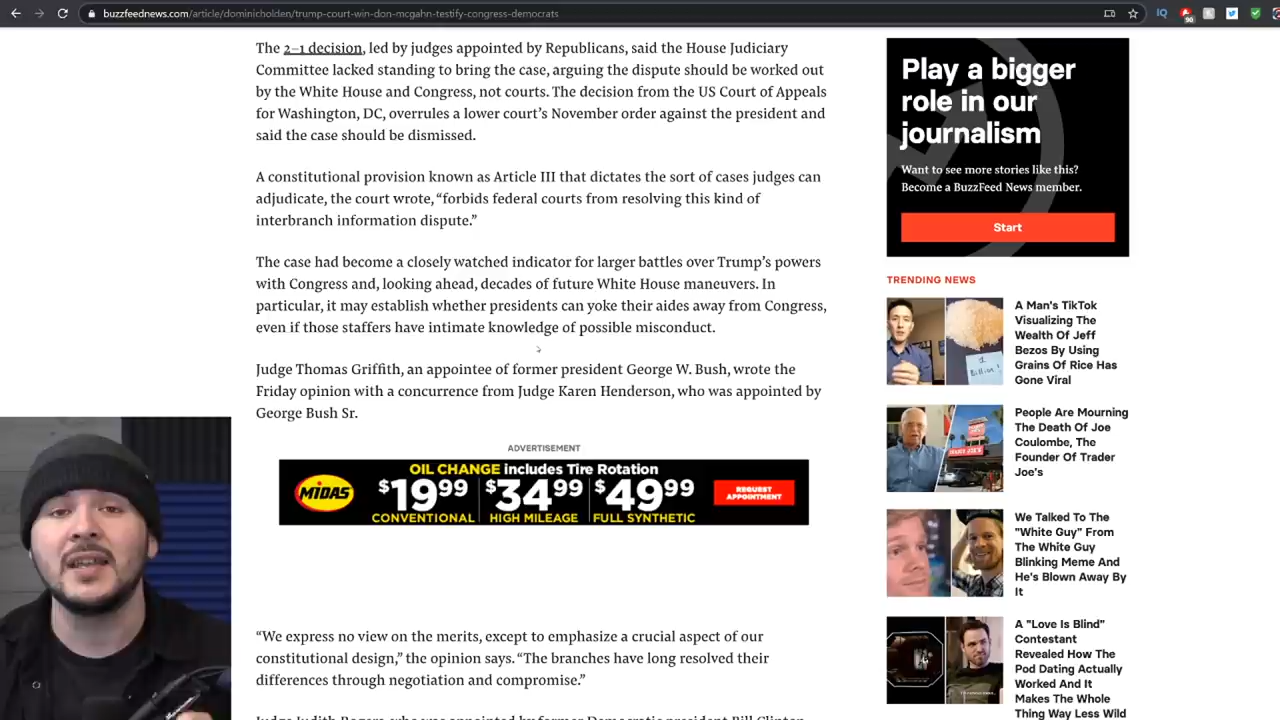 buzzfeednews.com/article/dominicholden/trump-court-win-don-mcgahn-testify-congress-democrats
90
The 2–1 decision, led by judges appointed by Republicans, said the House Judiciary
Committee lacked standing to bring the case, arguing the dispute should be worked out
by the White House and Congress, not courts. The decision from the US Court of Appeals
for Washington, DC, overrules a lower court’s November order against the president and
said the case should be dismissed.
A constitutional provision known as Article III that dictates the sort of cases judges can
adjudicate, the court wrote, “forbids federal courts from resolving this kind of
interbranch information dispute.”
The case had become a closely watched indicator for larger battles over Trump’s powers
with Congress and, looking ahead, decades of future White House maneuvers. In
particular, it may establish whether presidents can yoke their aides away from Congress,
even if those staffers have intimate knowledge of possible misconduct.
Judge Thomas Griffith, an appointee of former president George W. Bush, wrote the
Friday opinion with a concurrence from Judge Karen Henderson, who was appointed by
George Bush Sr.
ADVERTISEMENT
MIDAS
OIL CHANGE includes Tire Rotation
$19.99 $34.99 $49.99
CONVENTIONAL HIGH MILEAGE FULL SYNTHETIC
REQUEST
APPOINTMENT
“We express no view on the merits, except to emphasize a crucial aspect of our
constitutional design,” the opinion says. “The branches have long resolved their
differences through negotiation and compromise.”
Judge Judith Rogers, who was appointed by former Democratic president Bill Clinton
Play a bigger
role in our
journalism
Want to see more stories like this?
Become a BuzzFeed News member.
Start
TRENDING NEWS
A Man's TikTok
Visualizing The
Wealth Of Jeff
Bezos By Using
Grains Of Rice Has
Gone Viral
People Are Mourning
The Death Of Joe
Coulombe, The
Founder Of Trader
Joe's
We Talked To The
"White Guy" From
The White Guy
Blinking Meme And
He's Blown Away By
It
A "Love Is Blind"
Contestant
Revealed How The
Pod Dating Actually
Worked And It
Makes The Whole
Thing Way Less Wild